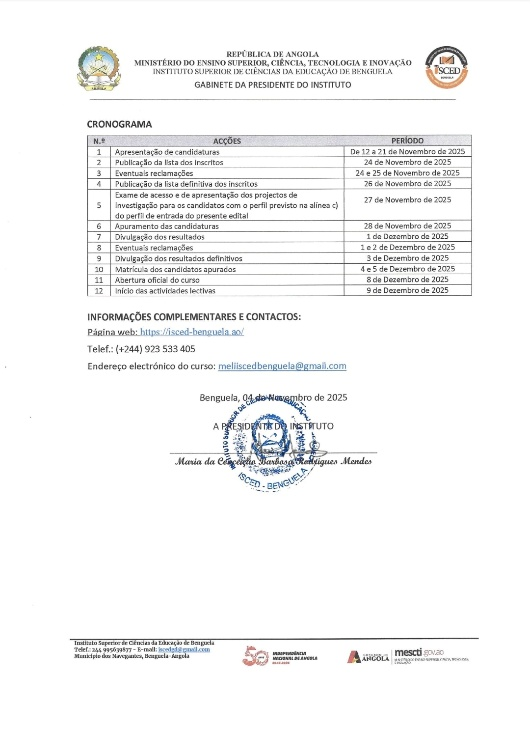 REPÚBLICA DE ANGOLA
MINISTÉRIO DO ENSINO SUPERIOR, CIÊNCIA, TECNOLOGIA E INOVAÇÃO
INSTITUTO SUPERIOR DE CIÊNCIAS DA EDUCAÇÃO DE BENGUELA
GABINETE DA PRESIDENTE DO INSTITUTO
ISCED
CRONOGRAMA
N.º ACÇÕES PERÍODO
1 Apresentação de candidaturas De 12 a 21 de Novembro de 2025
2 Publicação da lista dos inscritos 24 de Novembro de 2025
3 Eventuais reclamações 24 e 25 de Novembro de 2025
4 Publicação da lista definitiva dos inscritos 26 de Novembro de 2025
5 Exame de acesso e de apresentação dos projectos de
investigação para os candidatos com o perfil previsto na alínea c)
do perfil de entrada do presente edital 27 de Novembro de 2025
6 Apuramento das candidaturas 28 de Novembro de 2025
7 Divulgação dos resultados 1 de Dezembro de 2025
8 Eventuais reclamações 1 e 2 de Dezembro de 2025
9 Divulgação dos resultados definitivos 3 de Dezembro de 2025
10 Matrícula dos candidatos apurados 4 e 5 de Dezembro de 2025
11 Abertura oficial do curso 8 de Dezembro de 2025
12 Início das actividades lectivas 9 de Dezembro de 2025
INFORMAÇÕES COMPLEMENTARES E CONTACTOS:
Página web: https://isced-benguela.ao/
Telef.: (+244) 923 533 405
Endereço electrónico do curso: meliiscedbenguela@gmail.com
Benguela, 04 de Novembro de 2025
A PRESIDENTE DO INSTITUTO
Maria da Conceição Barbosa Rodrigues Mendes
ISCED - BENGUELA
Instituto Superior de Ciências da Educação de Benguela
Telef.: 244 995639877 – E-mail:
Município dos Navegantes, Benguela-Angola
50 INDEPENDÊNCIA
NACIONAL DE ANGOLA
ANGOLA
mescti.gov.ao